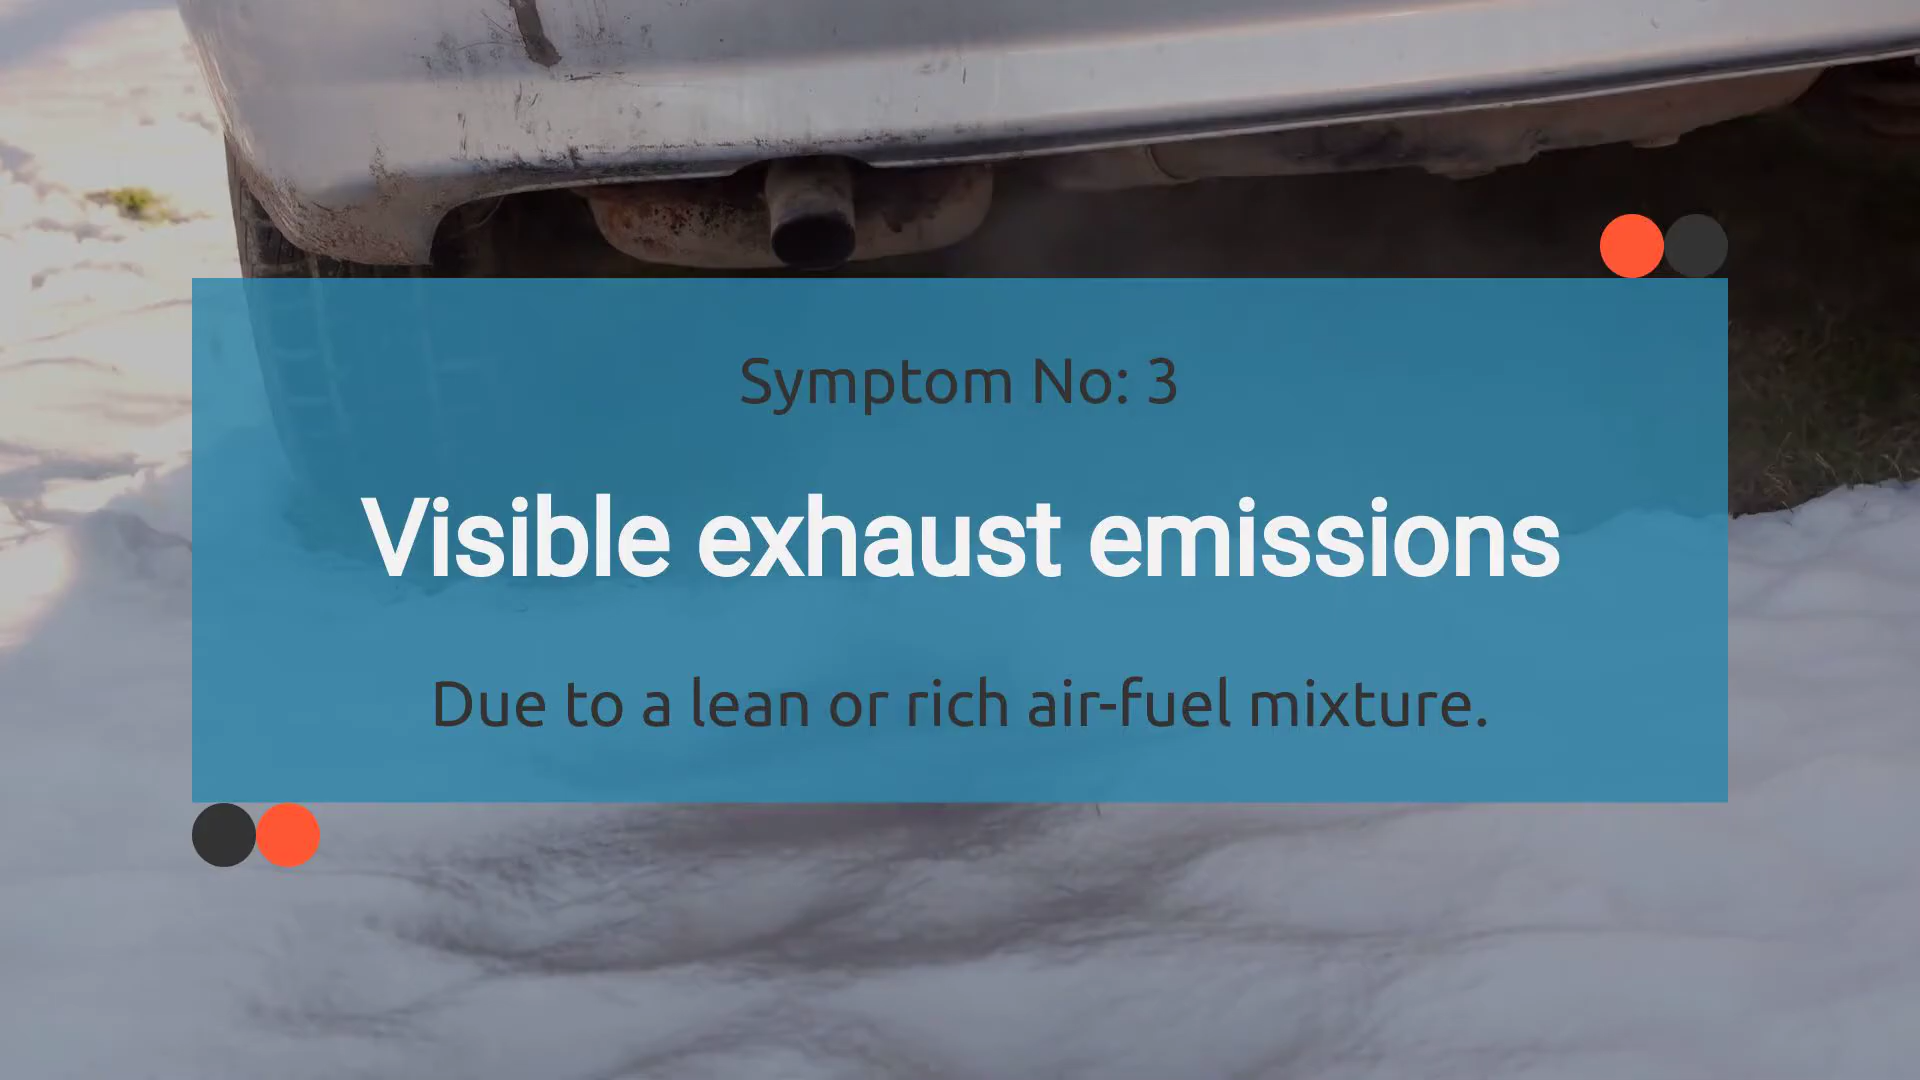 Symptom No: 3
Visible exhaust emissions
Due to a lean or rich air-fuel mixture.